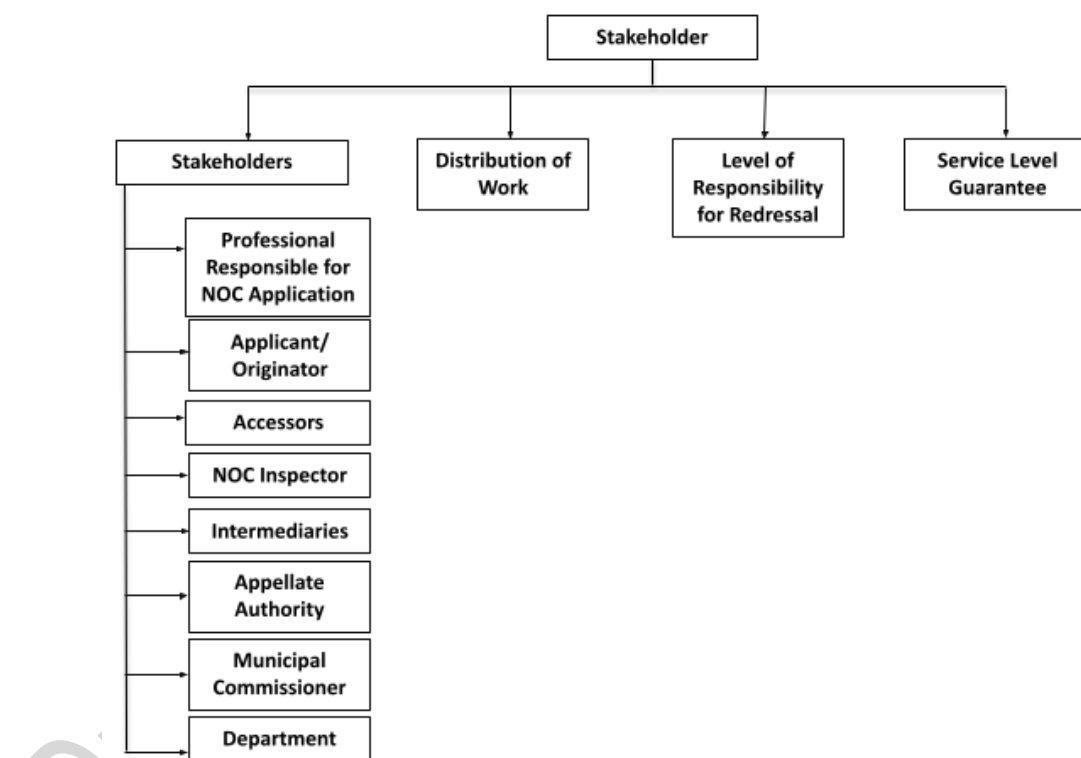 Stakeholder
Stakeholders
Distribution of
Work
Level of
Responsibility
for Redressal
Service Level
Guarantee
Professional
Responsible for
NOC Application
Applicant/
Originator
Accessors
NOC Inspector
Intermediaries
Appellate
Authority
Municipal
Commissioner
Department